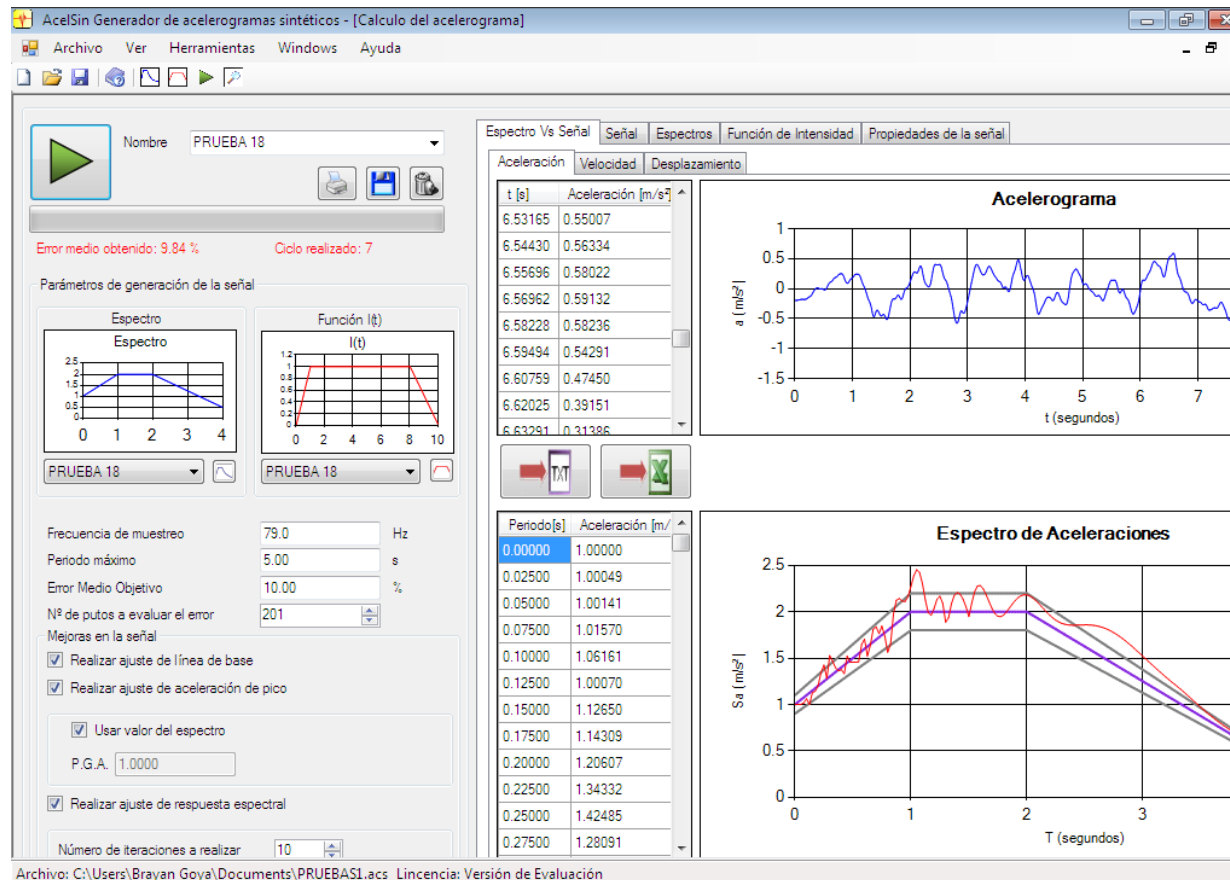 AcelSin Generador de acelerogramas sintéticos - [Calculo del acelerograma]
Archivo Ver Herramientas Windows Ayuda
Nombre PRUEBA 18
Error medio obtenido: 9.84 % Ciclo realizado: 7
Parámetros de generación de la señal
Espectro
Espectro
2.5
2
1.5
1
0.5
0
0 1 2 3 4
PRUEBA 18
Función I(t)
I(t)
1.2
1
0.8
0.6
0.4
0.2
0
0 2 4 6 8 10
PRUEBA 18
Frecuencia de muestreo 79.0 Hz
Periodo máximo 5.00 s
Error Medio Objetivo 10.00 %
Nº de putos a evaluar el error 201
Mejoras en la señal
Realizar ajuste de línea de base
Realizar ajuste de aceleración de pico
Usar valor del espectro
P.G.A. 1.0000
Realizar ajuste de respuesta espectral
Número de iteraciones a realizar 10
Espectro Vs Señal Señal Espectros Función de Intensidad Propiedades de la señal
Aceleración Velocidad Desplazamiento
t [s] Aceleración [m/s²]
6.53165 0.55007
6.54430 0.56334
6.55696 0.58022
6.56962 0.59132
6.58228 0.58236
6.59494 0.54291
6.60759 0.47450
6.62025 0.39151
6.63291 0.31386
Acelerograma
1
0.5
0
-0.5
-1
-1.5
a ( m/s²)
0 1 2 3 4 5 6 7
t (segundos)
TXT
X
Periodo[s] Aceleración [m/
0.00000 1.00000
0.02500 1.00049
0.05000 1.00141
0.07500 1.01570
0.10000 1.06161
0.12500 1.00070
0.15000 1.12650
0.17500 1.14309
0.20000 1.20607
0.22500 1.34332
0.25000 1.42485
0.27500 1.28091
Espectro de Aceleraciones
2.5
2
1.5
1
0.5
0
Sa ( m/s²)
0 1 2 3
T (segundos)
Archivo: C:\Users\Brayan Goya\Documents\PRUEBAS1.acs Lincencia: Versión de Evaluación